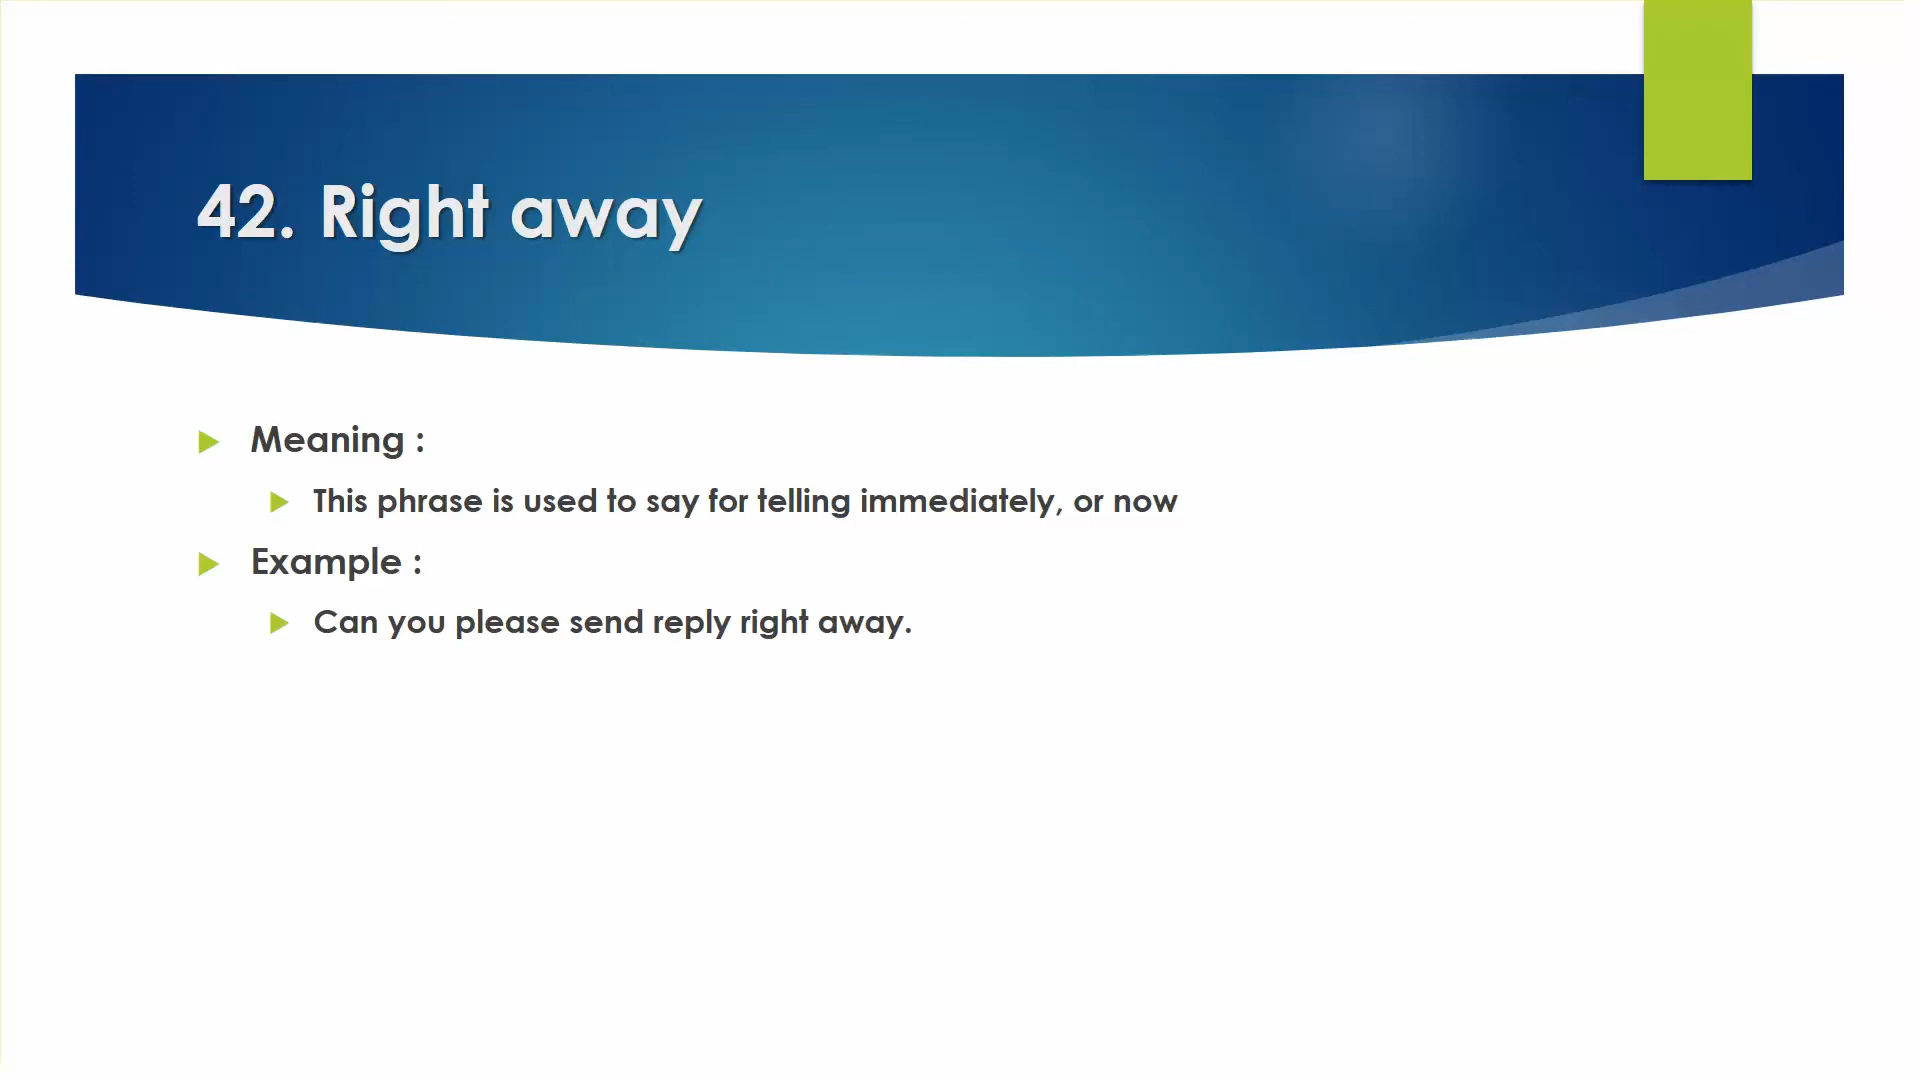 42. Right away
Meaning :
This phrase is used to say for telling immediately, or now
Example :
Can you please send reply right away.